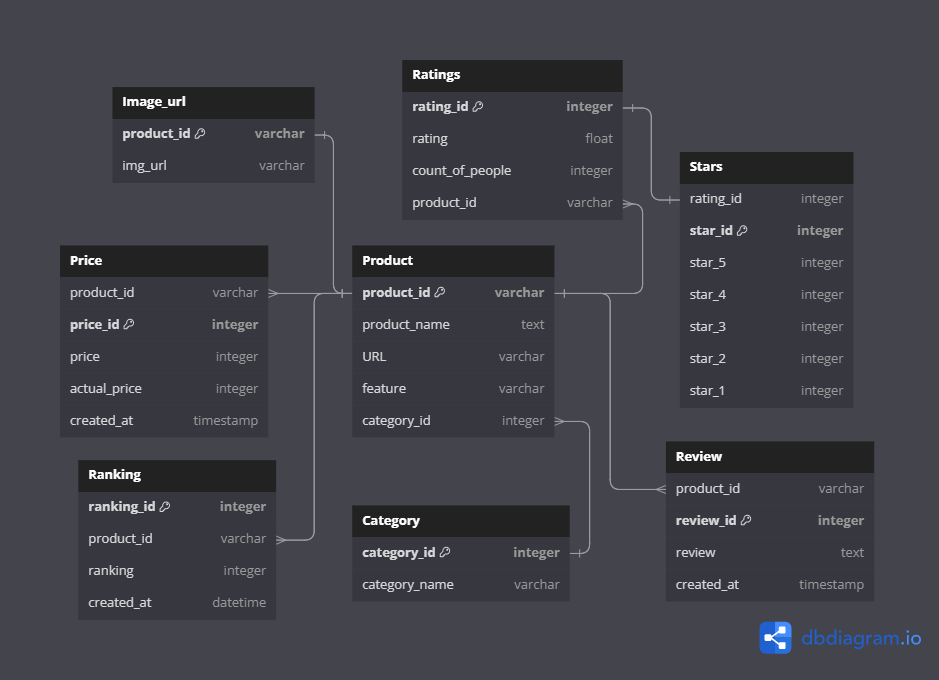 Image_url
product_id varchar
img_url varchar
Ratings
rating_id integer
rating float
count_of_people integer
product_id varchar
Stars
rating_id integer
star_id integer
star_5 integer
star_4 integer
star_3 integer
star_2 integer
star_1 integer
Price
product_id varchar
price_id integer
price integer
actual_price integer
created_at timestamp
Product
product_id varchar
product_name text
URL varchar
feature varchar
category_id integer
Ranking
ranking_id integer
product_id varchar
ranking integer
created_at datetime
Category
category_id integer
category_name varchar
Review
product_id varchar
review_id integer
review text
created_at timestamp
dbdiagram.io